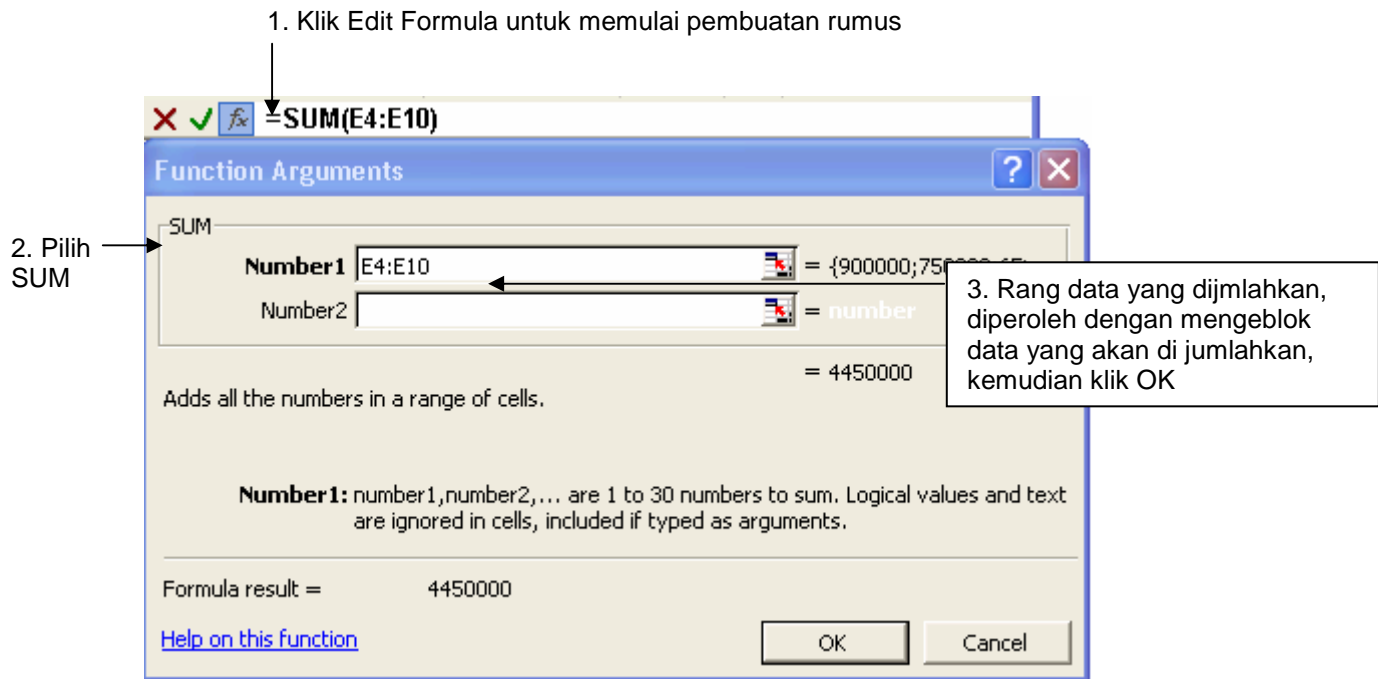 1. Klik Edit Formula untuk memulai pembuatan rumus
=SUM(E4:E10)
Function Arguments
2. Pilih
SUM
SUM
Number1 E4:E10 = {900000;
Number2 = number
3. Rang data yang dijmlahkan,
diperoleh dengan mengeblok
data yang akan di jumlahkan,
kemudian klik OK
= 4450000
Adds all the numbers in a range of cells.
Number1: number1,number2,... are 1 to 30 numbers to sum. Logical values and text
are ignored in cells, included if typed as arguments.
Formula result = 4450000
Help on this function
OK Cancel